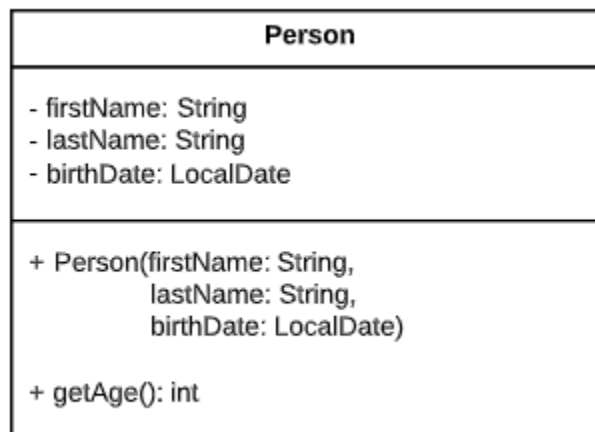 Person
- firstName: String
- lastName: String
- birthDate: LocalDate
+ Person(firstName: String,
lastName: String,
birthDate: LocalDate)
+ getAge(): int